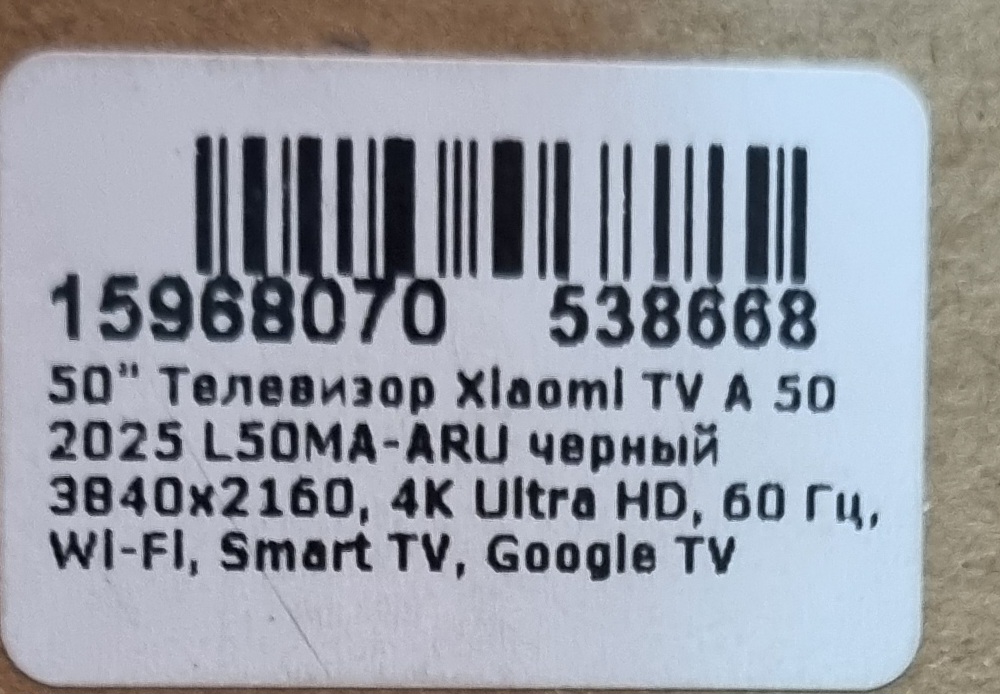 15968070 538668
50" Телевизор Xiaomi TV A 50
2025 L50MA-ARU черный
3840x2160, 4K Ultra HD, 60 Гц,
Wi-Fi, Smart TV, Google TV